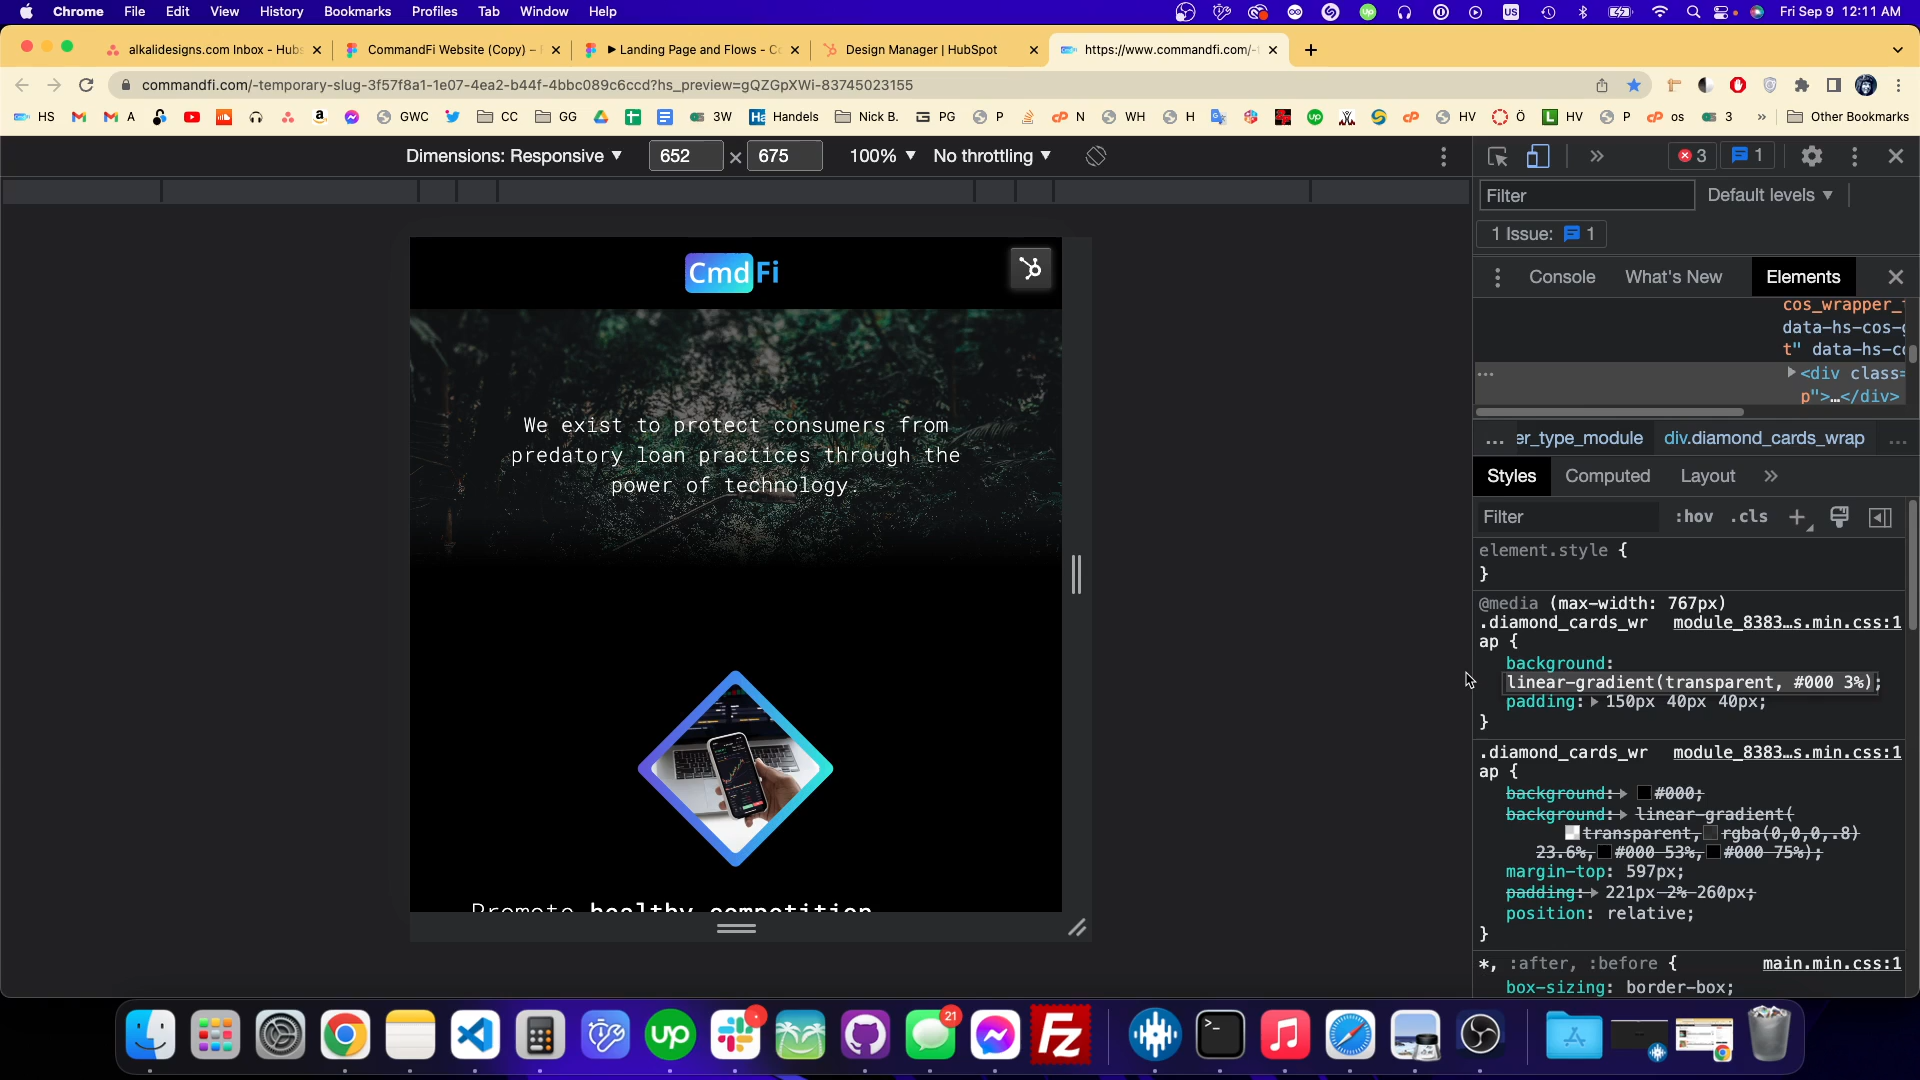 Chrome File Edit View History Bookmarks Profiles Tab Window Help US Fri Sep 9 12:11 AM
alkalidesigns.com Inbox - Hub
CommandFi Website (Copy) –
Landing Page and Flows - C
Design Manager | HubSpot
https://www.commandfi.com/-
commandfi.com/-temporary-slug-3f57f8a1-1e07-4ea2-b44f-4bbc089c6ccd?hs_preview=gQZGpXWi-83745023155
HS A GWC CC GG 3W Handels Nick B. PG P N WH H HV Ö HV P os 3 » Other Bookmarks
Dimensions: Responsive 652 × 675 100% No throttling
» 3 1
Filter Default levels
1 Issue: 1
Console What's New Elements
cos_wrapper_
data-hs-cos-
t" data-hs-co
<div class=
p">…</div>
... er_type_module div.diamond_cards_wrap ...
Styles Computed Layout »
Filter :hov .cls
element.style {
}
@media (max-width: 767px)
.diamond_cards_wr module_8383…s.min.css:1
ap {
background:
linear-gradient(transparent, #000 3%);
padding: 150px 40px 40px;
}
.diamond_cards_wr module_8383…s.min.css:1
ap {
background: #000;
background: linear-gradient(
transparent, rgba(0,0,0,.8)
23.6%, #000 53%, #000 75%);
margin-top: 597px;
padding: 221px 2% 260px;
position: relative;
}
*, :after, :before { main.min.css:1
box-sizing: border-box;
CmdFi
We exist to protect consumers from
predatory loan practices through the
power of technology.
Promote healthy competition
up
21
FZ